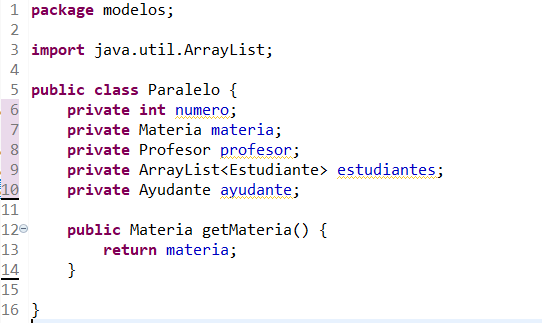 1 package modelos;
2
3 import java.util.ArrayList;
4
5 public class Paralelo {
6     private int numero;
7     private Materia materia;
8     private Profesor profesor;
9     private ArrayList<Estudiante> estudiantes;
10     private Ayudante ayudante;
11
12     public Materia getMateria() {
13         return materia;
14     }
15
16 }